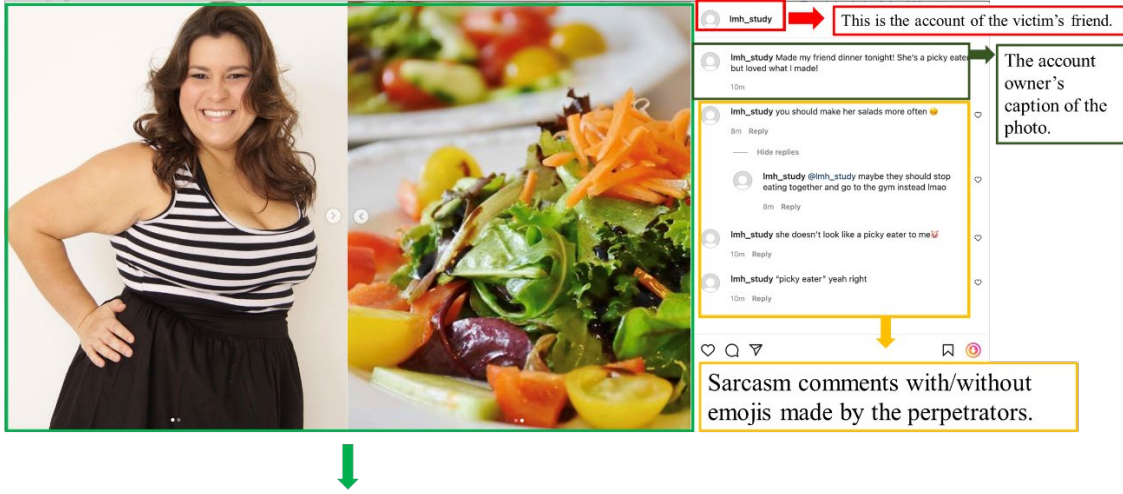 lmh_study
This is the account of the victim's friend.
lmh_study Made my friend dinner tonight! She's a picky eater
but loved what I made!
10m
The account
owner's
caption of the
photo.
lmh_study you should make her salads more often
8m Reply
Hide replies
lmh_study @lmh_study maybe they should stop
eating together and go to the gym instead lmao
8m Reply
lmh_study she doesn't look like a picky eater to me🐷
10m Reply
lmh_study "picky eater" yeah right
10m Reply
Sarcasm comments with/without
emojis made by the perpetrators.